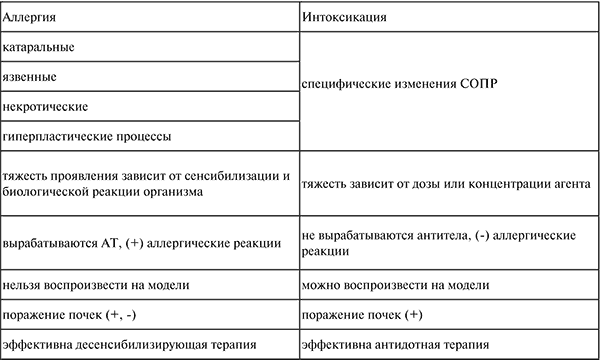 Аллергия
Интоксикация
катаральные
язвенные
некротические
гиперпластические процессы
специфические изменения СОПР
тяжесть проявления зависит от сенсибилизации и
биологической реакции организма
тяжесть зависит от дозы или концентрации агента
вырабатываются АТ, (+) аллергические реакции
не вырабатываются антитела, (-) аллергические
реакции
нельзя воспроизвести на модели
можно воспроизвести на модели
поражение почек (+, -)
поражение почек (+)
эффективна десенсибилизирующая терапия
эффективна антидотная терапия